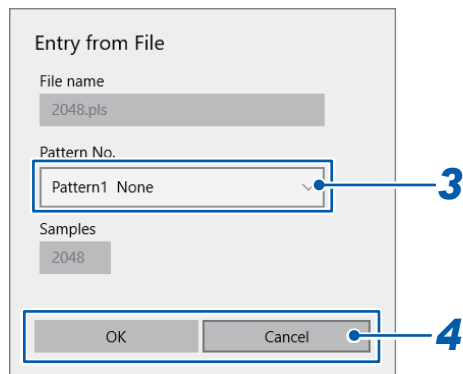 Entry from File
File name
2048.pls
Pattern No.
Pattern1 None
3
Samples
2048
OK Cancel
4